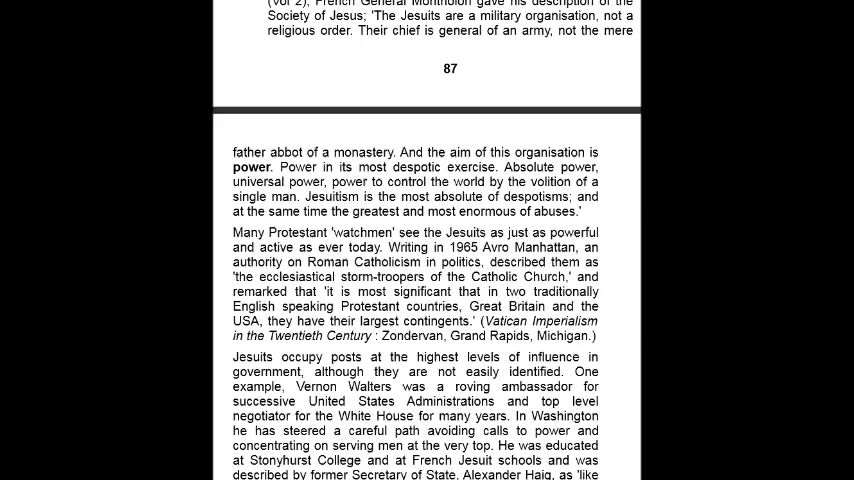 (Vol 2), French General Montholon gave his description of the
Society of Jesus; 'The Jesuits are a military organisation, not a
religious order. Their chief is general of an army, not the mere
87
father abbot of a monastery. And the aim of this organisation is
power. Power in its most despotic exercise. Absolute power,
universal power, power to control the world by the volition of a
single man. Jesuitism is the most absolute of despotisms; and
at the same time the greatest and most enormous of abuses.'
Many Protestant 'watchmen' see the Jesuits as just as powerful
and active as ever today. Writing in 1965 Avro Manhattan, an
authority on Roman Catholicism in politics, described them as
'the ecclesiastical storm-troopers of the Catholic Church,' and
remarked that 'it is most significant that in two traditionally
English speaking Protestant countries, Great Britain and the
USA, they have their largest contingents.' (Vatican Imperialism
in the Twentieth Century : Zondervan, Grand Rapids, Michigan.)
Jesuits occupy posts at the highest levels of influence in
government, although they are not easily identified. One
example, Vernon Walters was a roving ambassador for
successive United States Administrations and top level
negotiator for the White House for many years. In Washington
he has steered a careful path avoiding calls to power and
concentrating on serving men at the very top. He was educated
at Stonyhurst College and at French Jesuit schools and was
described by former Secretary of State, Alexander Haig, as 'like